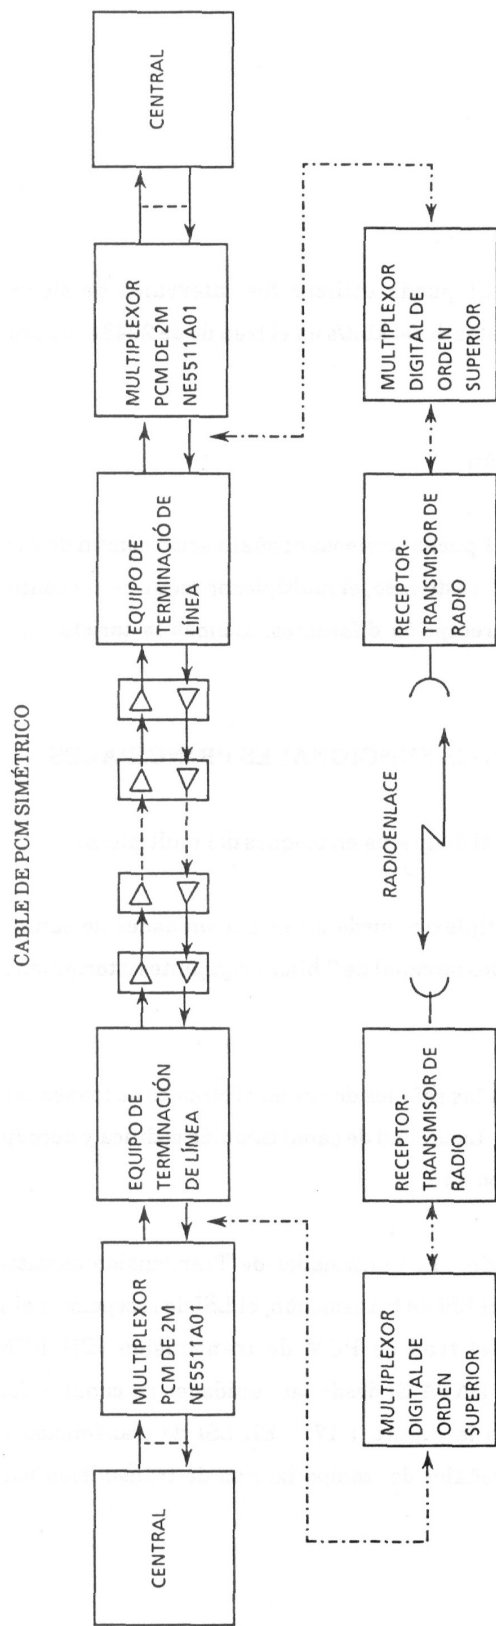 CABLE DE PCM SIMÉTRICO
CENTRAL
MULTIPLEXOR
PCM DE 2M
NE5511A01
EQUIPO DE
TERMINACIÓN
DE LÍNEA
EQUIPO DE
TERMINACIÓ DE
LÍNEA
MULTIPLEXOR
PCM DE 2M
NE5511A01
CENTRAL
MULTIPLEXOR
DIGITAL DE
ORDEN
SUPERIOR
RECEPTOR-
TRANSMISOR DE
RADIO
RADIOENLACE
RECEPTOR-
TRANSMISOR DE
RADIO
MULTIPLEXOR
DIGITAL DE
ORDEN
SUPERIOR